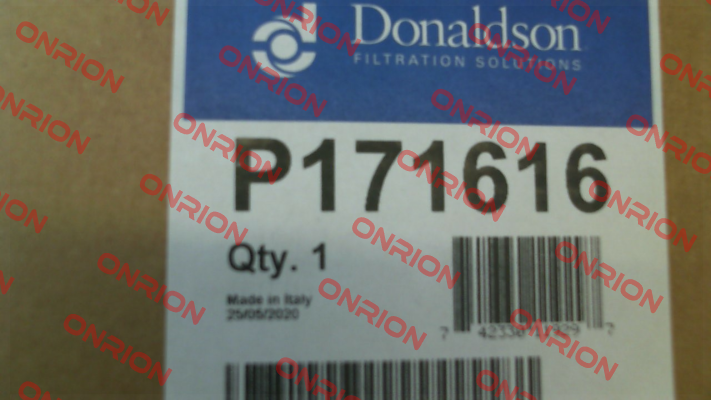 Donaldson
FILTRATION SOLUTIONS
P171616
Qty. 1
Made in Italy
25/05/2020
ONRION